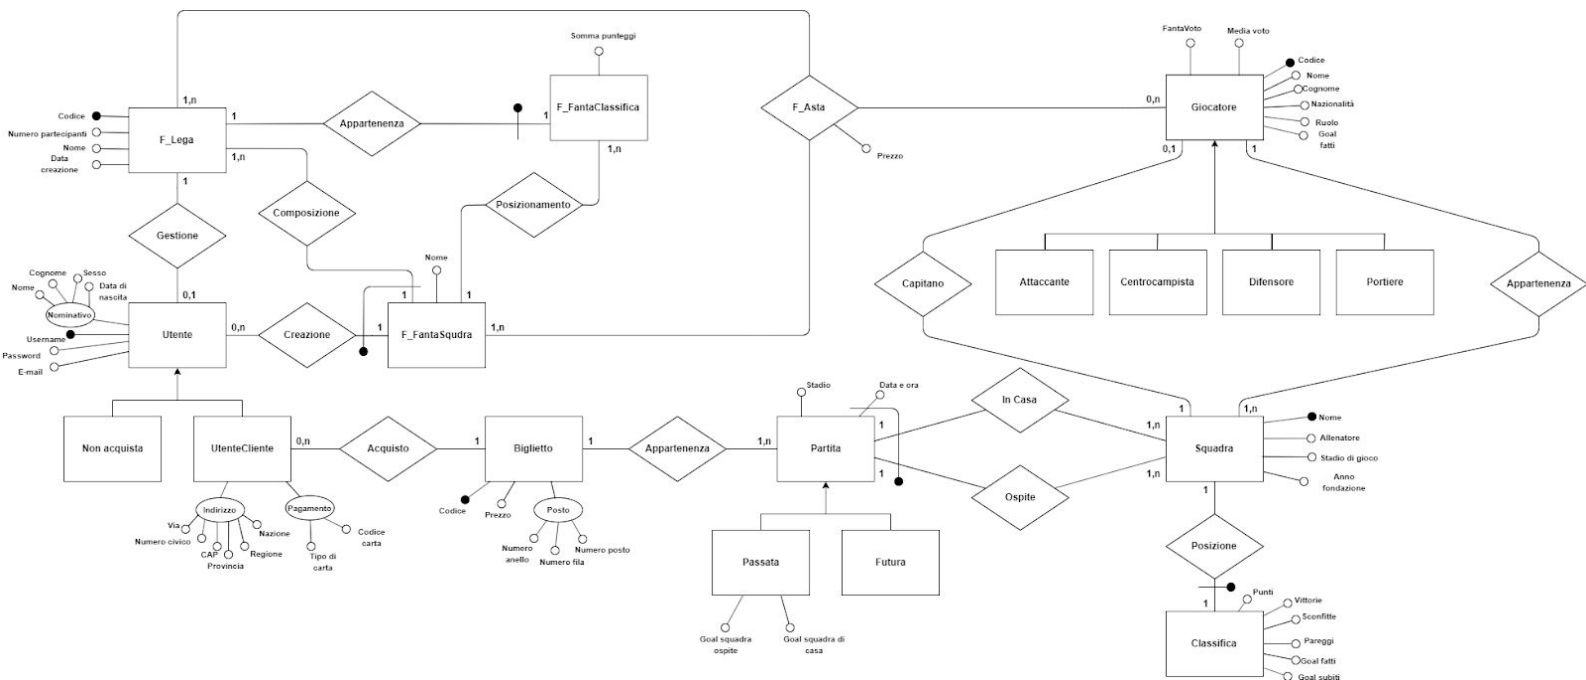 Somma punteggi
FantaVoto
Media voto
Codice
Nome
Cognome
Nazionalità
Ruolo
Goal
fatti
Giocatore
0,n
0,1
1
F_Asta
Prezzo
F_FantaClassifica
1
1,n
Appartenenza
1,n
1
1,n
1
F_Lega
Codice
Numero partecipanti
Nome
Data
creazione
Composizione
Posizionamento
Gestione
Nome
Cognome
Nome
Sesso
Data di
nascita
Nominativo
0,1
Utente
Username
Password
E-mail
0,n
Creazione
1
1
1
1,n
F_FantaSqudra
Capitano
Attaccante
Centrocampista
Difensore
Portiere
Appartenenza
Non acquista
UtenteCliente
0,n
Acquisto
1
Biglietto
1
Appartenenza
1,n
Stadio
Data e ora
Partita
1
1
In Casa
Ospite
1,n
1,n
1
1,n
Squadra
1
Nome
Allenatore
Stadio di gioco
Anno
fondazione
Indirizzo
Via
Numero civico
CAP
Provincia
Regione
Nazione
Pagamento
Tipo di
carta
Codice
carta
Codice
Prezzo
Posto
Numero
anello
Numero fila
Numero posto
Passata
Futura
Goal squadra
ospite
Goal squadra di
casa
Posizione
1
Classifica
Punti
Vittorie
Sconfitte
Pareggi
Goal fatti
Goal subiti